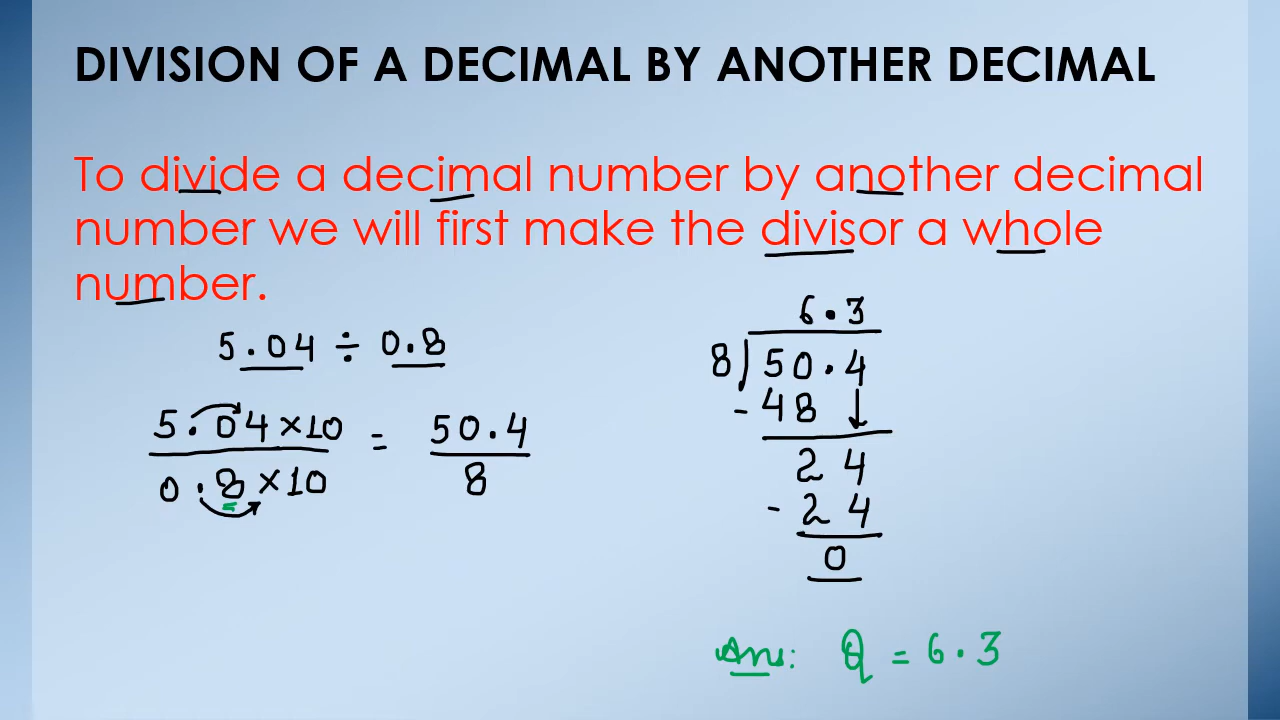 DIVISION OF A DECIMAL BY ANOTHER DECIMAL
To divide a decimal number by another decimal
number we will first make the divisor a whole
number.
5.04 ÷ 0.8
5.04×10
0.8×10
=
50.4
8
6.3
8)50.4
-48
24
-24
0
Ans: Q = 6.3